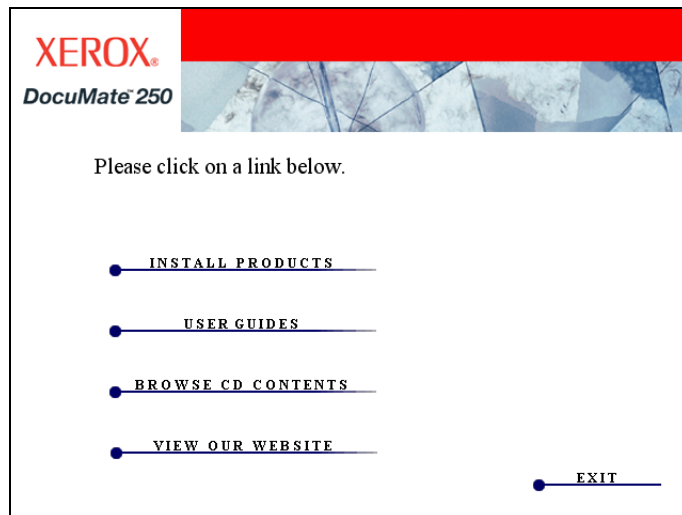 XEROX®
DocuMate™ 250
Please click on a link below.
INSTALL PRODUCTS
USER GUIDES
BROWSE CD CONTENTS
VIEW OUR WEBSITE
EXIT